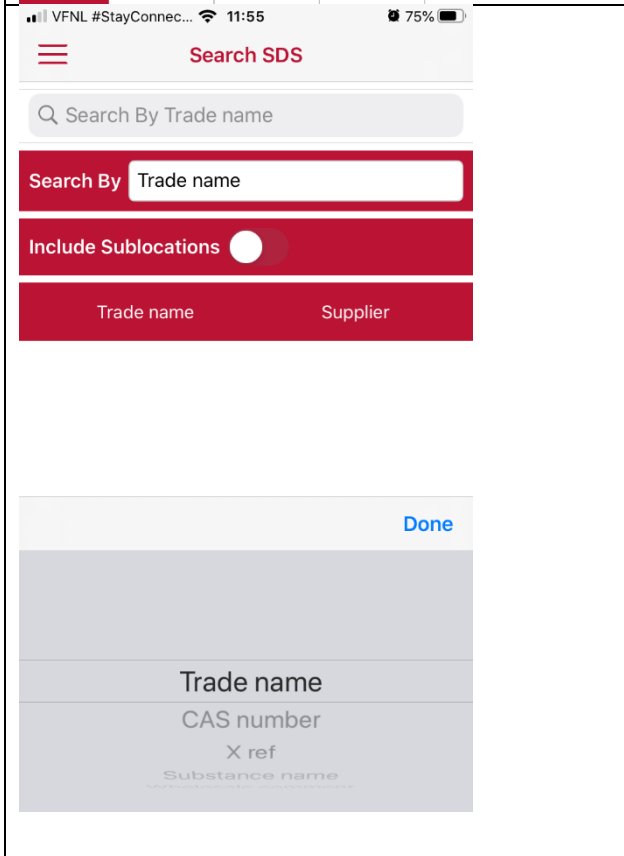 VFNL #StayConnec... 11:55 75%
Search SDS
Search By Trade name
Search By Trade name
Include Sublocations
Trade name Supplier
Done
Trade name
CAS number
X ref
Substance name